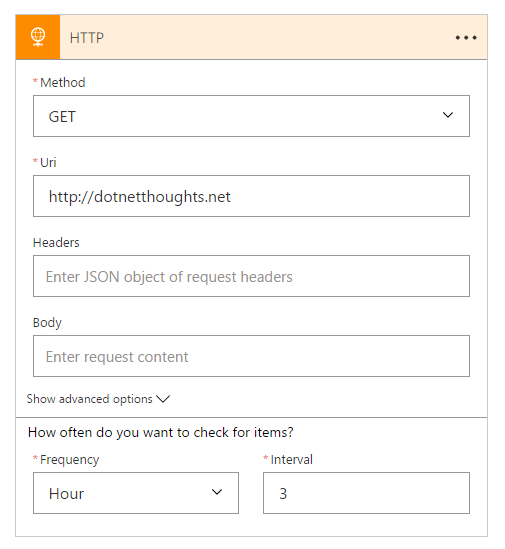 HTTP
*Method
GET
*Uri
http://dotnetthoughts.net
Headers
Enter JSON object of request headers
Body
Enter request content
Show advanced options
How often do you want to check for items?
*Frequency *Interval
Hour 3